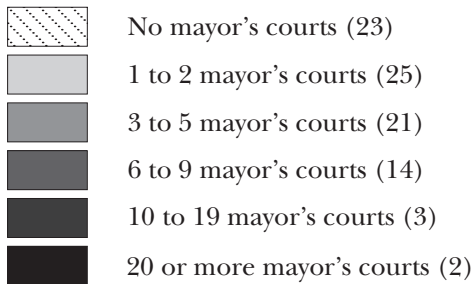 No mayor’s courts (23)
1 to 2 mayor’s courts (25)
3 to 5 mayor’s courts (21)
6 to 9 mayor’s courts (14)
10 to 19 mayor’s courts (3)
20 or more mayor’s courts (2)